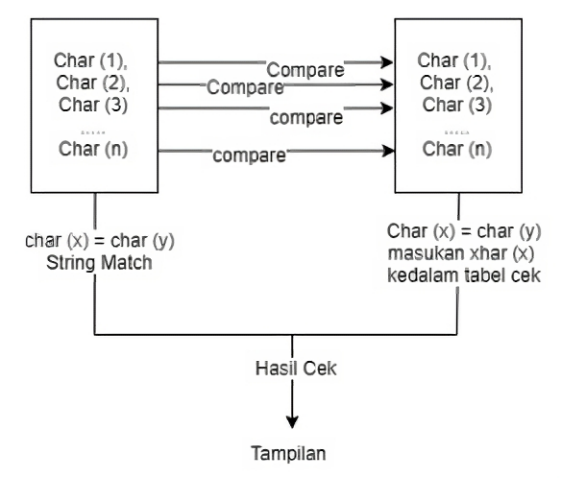 Char (1),
Char (2),
Char (3)
.....
Char (n)
Compare
Compare
compare
compare
Char (1),
Char (2),
Char (3)
.....
Char (n)
char (x) = char (y)
String Match
Char (x) = char (y)
masukan xhar (x)
kedalam tabel cek
Hasil Cek
Tampilan